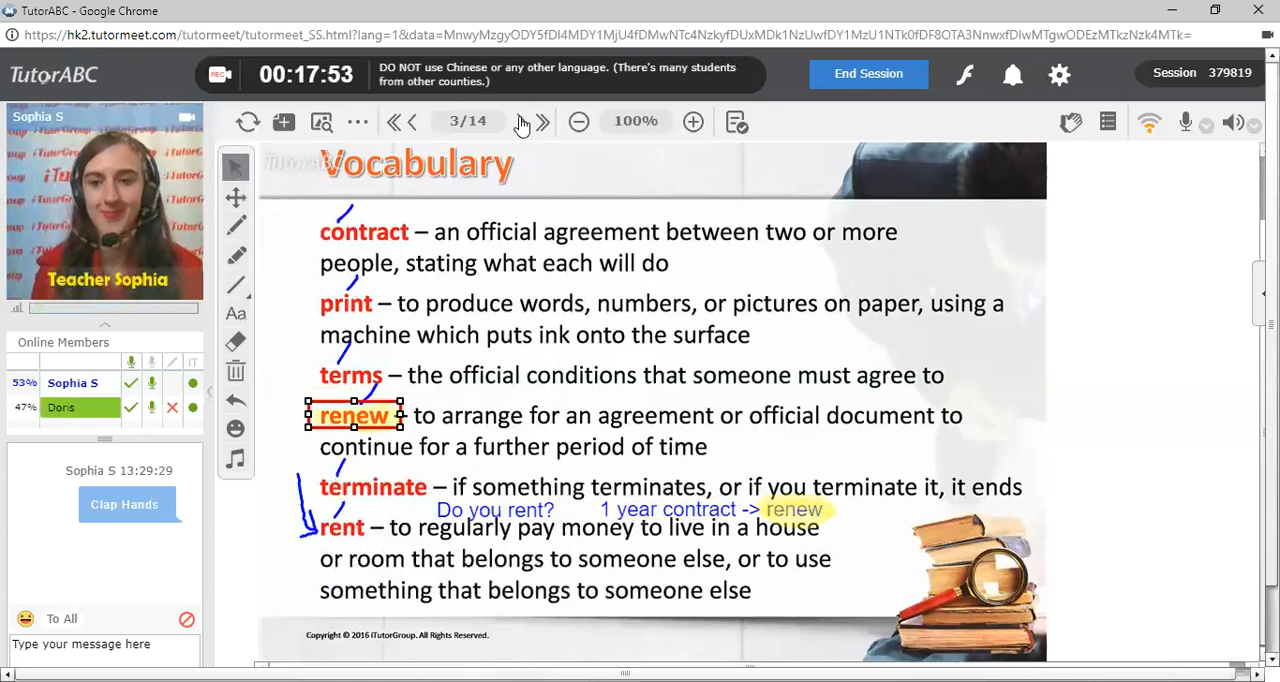 TutorABC - Google Chrome
https://hk2.tutormeet.com/tutormeet/tutormeet_SS.html?lang=1&data=MnwyMzgyODY5fDI4MDY1MjU4fDMwNTc4NzkyfDUxMDk1NzUwfDY1MzU1NTk0fDF8OTA3NnwxfDIwMTgwODEzMTkzNzk4MTk=
TutorABC
REC
00:17:53
DO NOT use Chinese or any other language. (There's many students
from other counties.)
End Session
Session 379819
Sophia S
3/14
100%
Teacher Sophia
Online Members
IT
53% Sophia S
47% Doris
Sophia S 13:29:29
Clap Hands
To All
Type your message here
Aa
Vocabulary
contract – an official agreement between two or more
people, stating what each will do
print – to produce words, numbers, or pictures on paper, using a
machine which puts ink onto the surface
terms – the official conditions that someone must agree to
renew – to arrange for an agreement or official document to
continue for a further period of time
terminate – if something terminates, or if you terminate it, it ends
Do you rent? 1 year contract -> renew
rent – to regularly pay money to live in a house
or room that belongs to someone else, or to use
something that belongs to someone else
Copyright © 2016 iTutorGroup. All Rights Reserved.